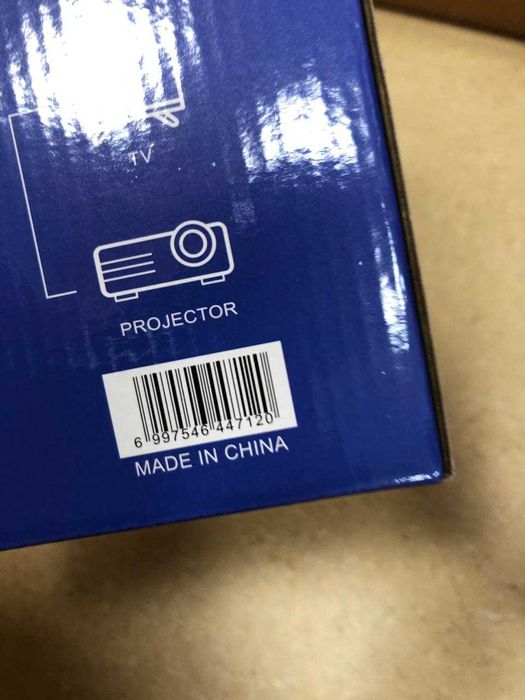 TV
PROJECTOR
6 997546 447120
MADE IN CHINA